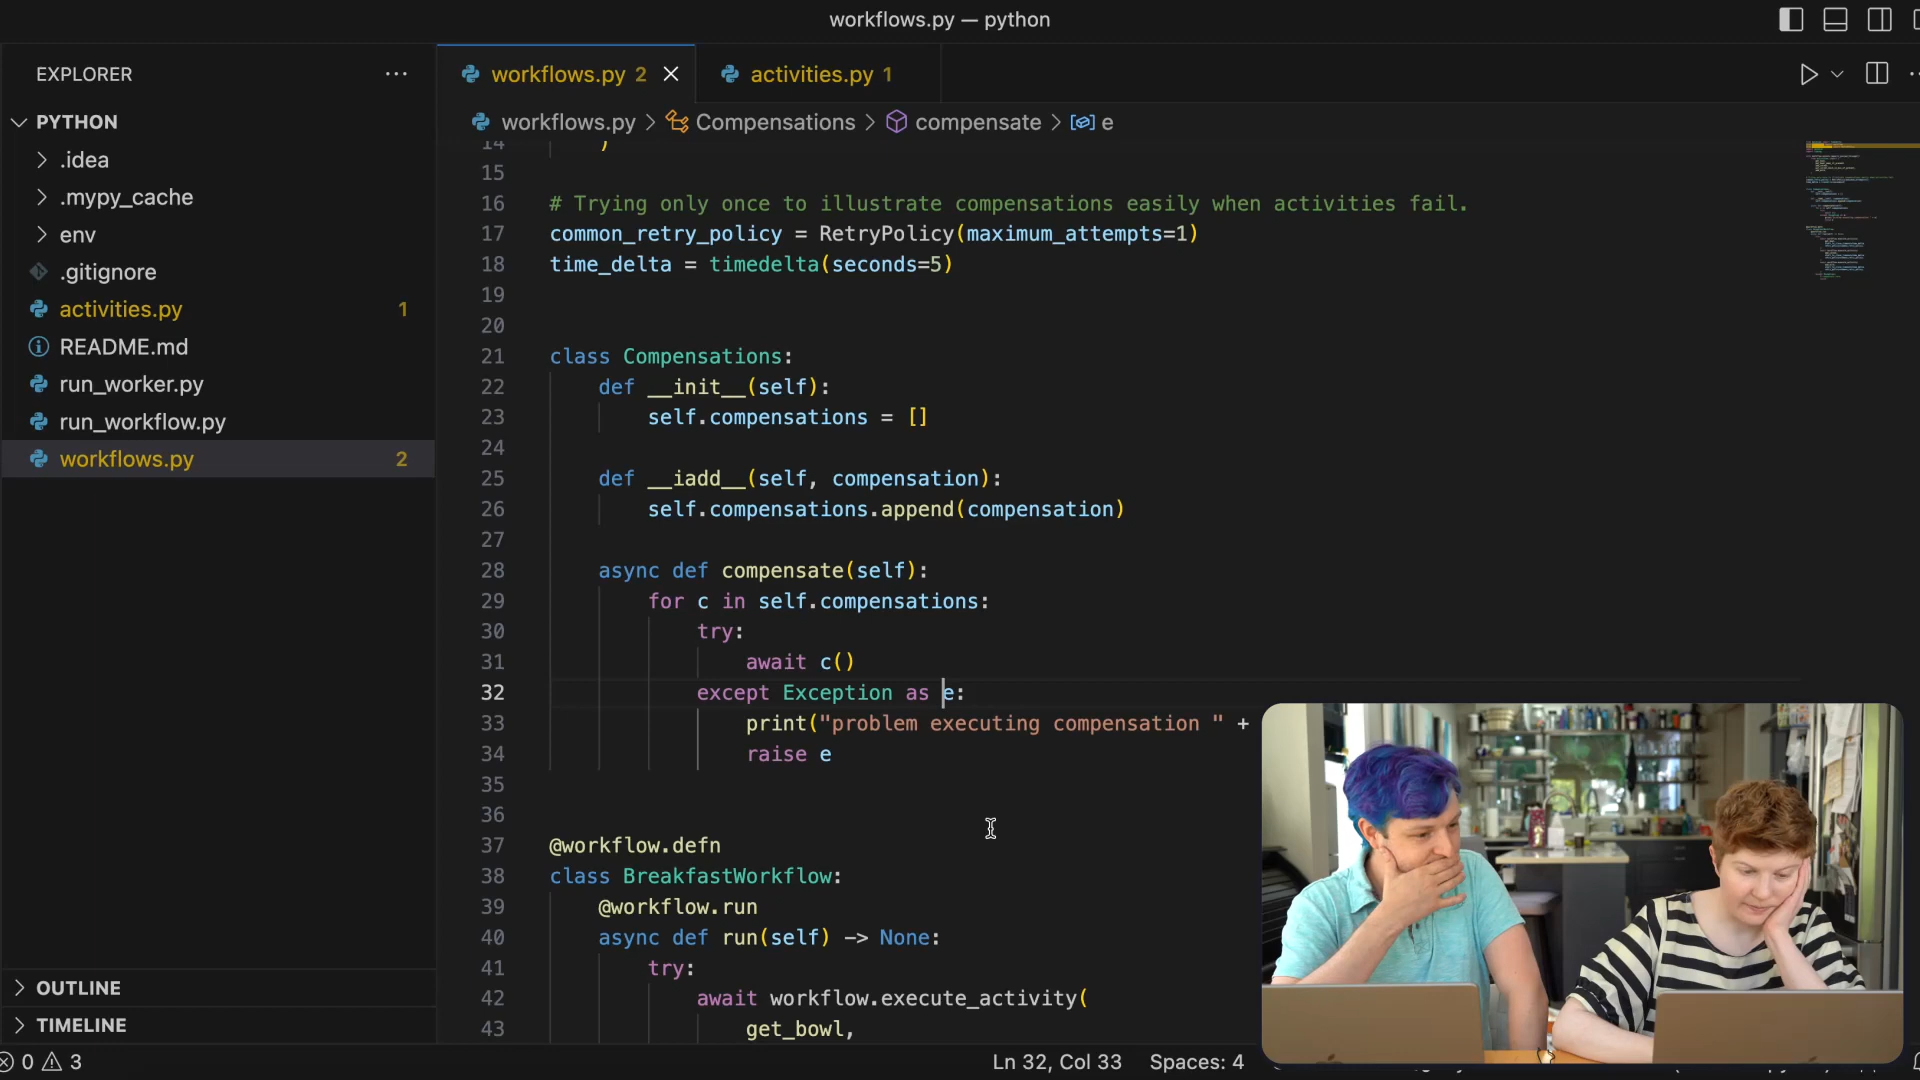 workflows.py — python
EXPLORER
PYTHON
.idea
.mypy_cache
env
.gitignore
activities.py 1
README.md
run_worker.py
run_workflow.py
workflows.py 2
OUTLINE
TIMELINE
workflows.py 2
activities.py 1
workflows.py > Compensations > compensate > e
14 )
15
16 # Trying only once to illustrate compensations easily when activities fail.
17 common_retry_policy = RetryPolicy(maximum_attempts=1)
18 time_delta = timedelta(seconds=5)
19
20
21 class Compensations:
22 def __init__(self):
23 self.compensations = []
24
25 def __iadd__(self, compensation):
26 self.compensations.append(compensation)
27
28 async def compensate(self):
29 for c in self.compensations:
30 try:
31 await c()
32 except Exception as e:
33 print("problem executing compensation " +
34 raise e
35
36
37 @workflow.defn
38 class BreakfastWorkflow:
39 @workflow.run
40 async def run(self) -> None:
41 try:
42 await workflow.execute_activity(
43 get_bowl,
0 3
Ln 32, Col 33 Spaces: 4